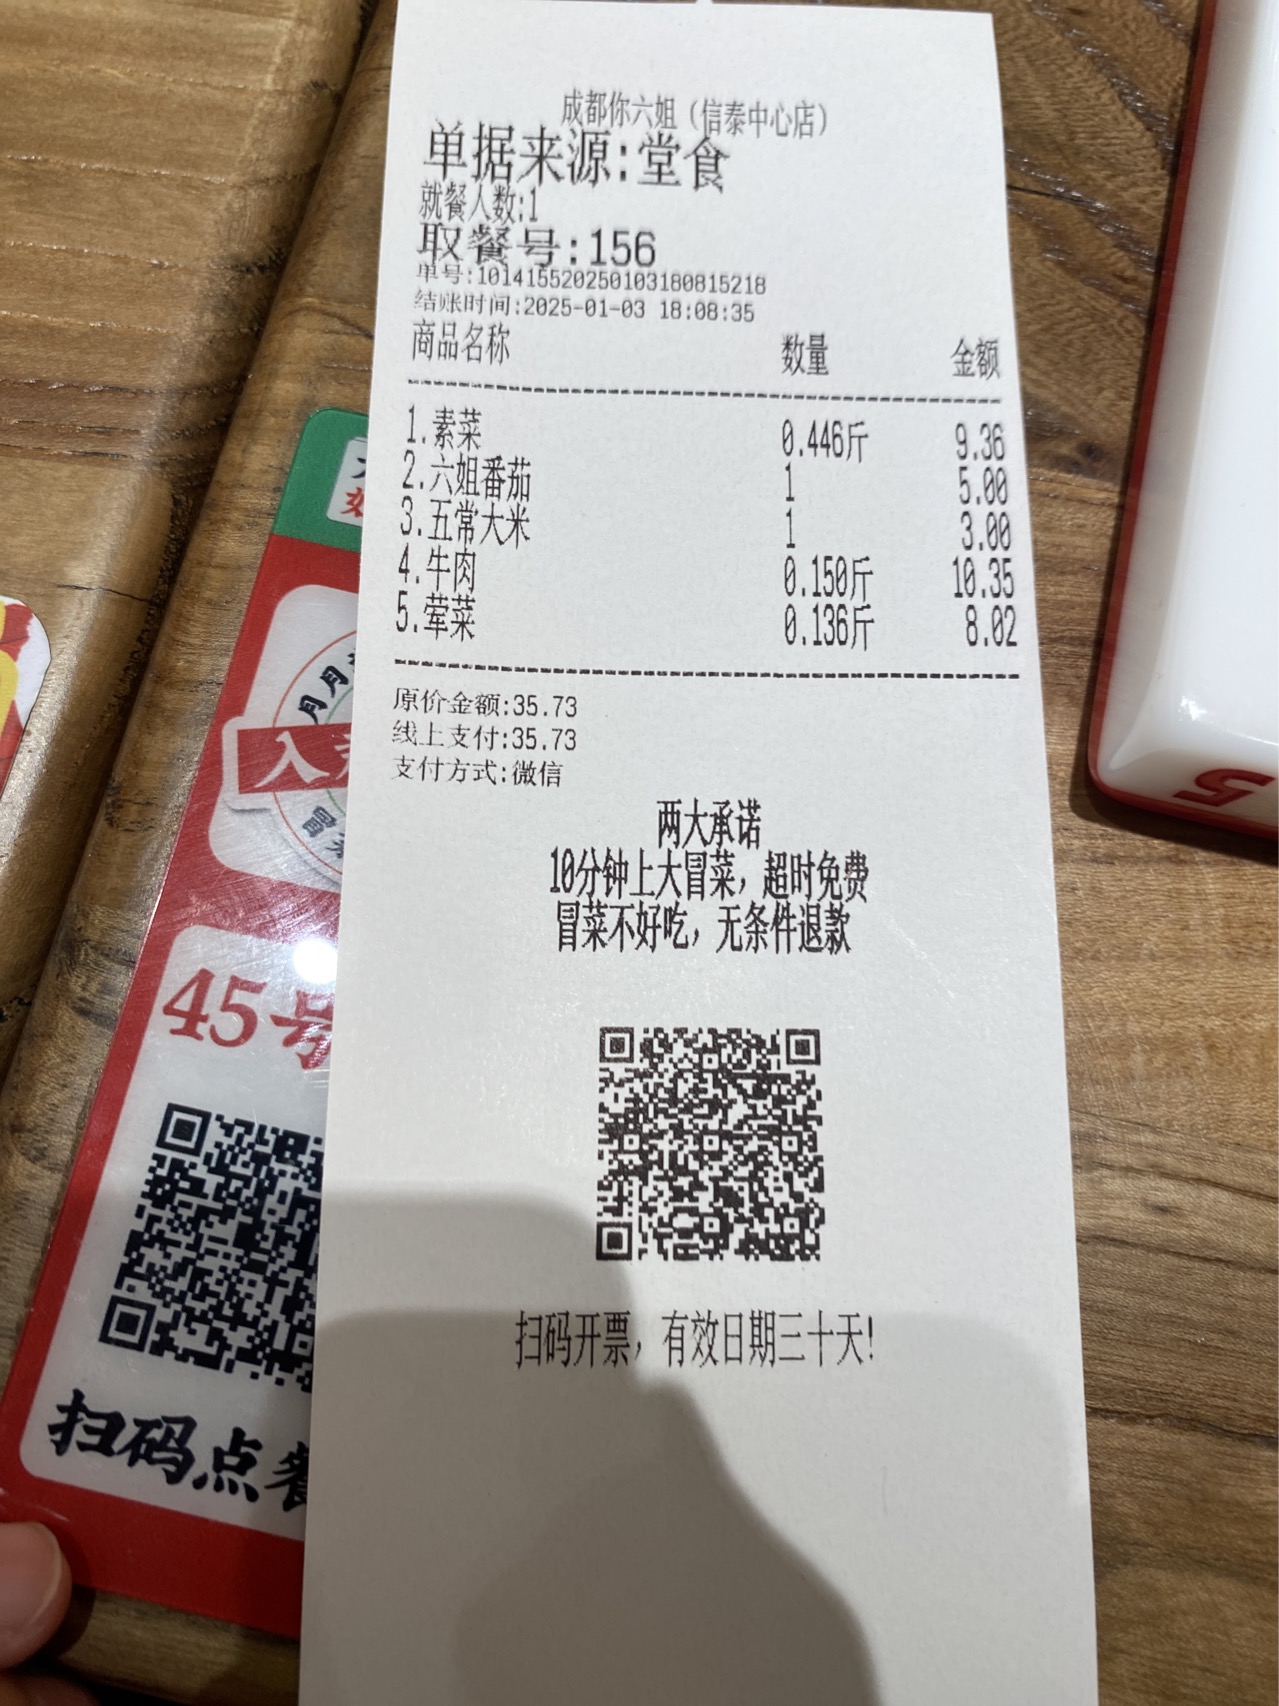 成都你六姐（信泰中心店）
单据来源:堂食
就餐人数:1
取餐号:156
单号:101415520250103180815218
结账时间:2025-01-03 18:08:35
商品名称 数量 金额
1.素菜 0.446斤 9.36
2.六姐番茄 1 5.00
3.五常大米 1 3.00
4.牛肉 0.150斤 10.35
5.荤菜 0.136斤 8.02
原价金额:35.73
线上支付:35.73
支付方式:微信
两大承诺
10分钟上大冒菜，超时免费
冒菜不好吃，无条件退款
扫码开票，有效日期三十天!
月月
入
45号
扫码点餐
5